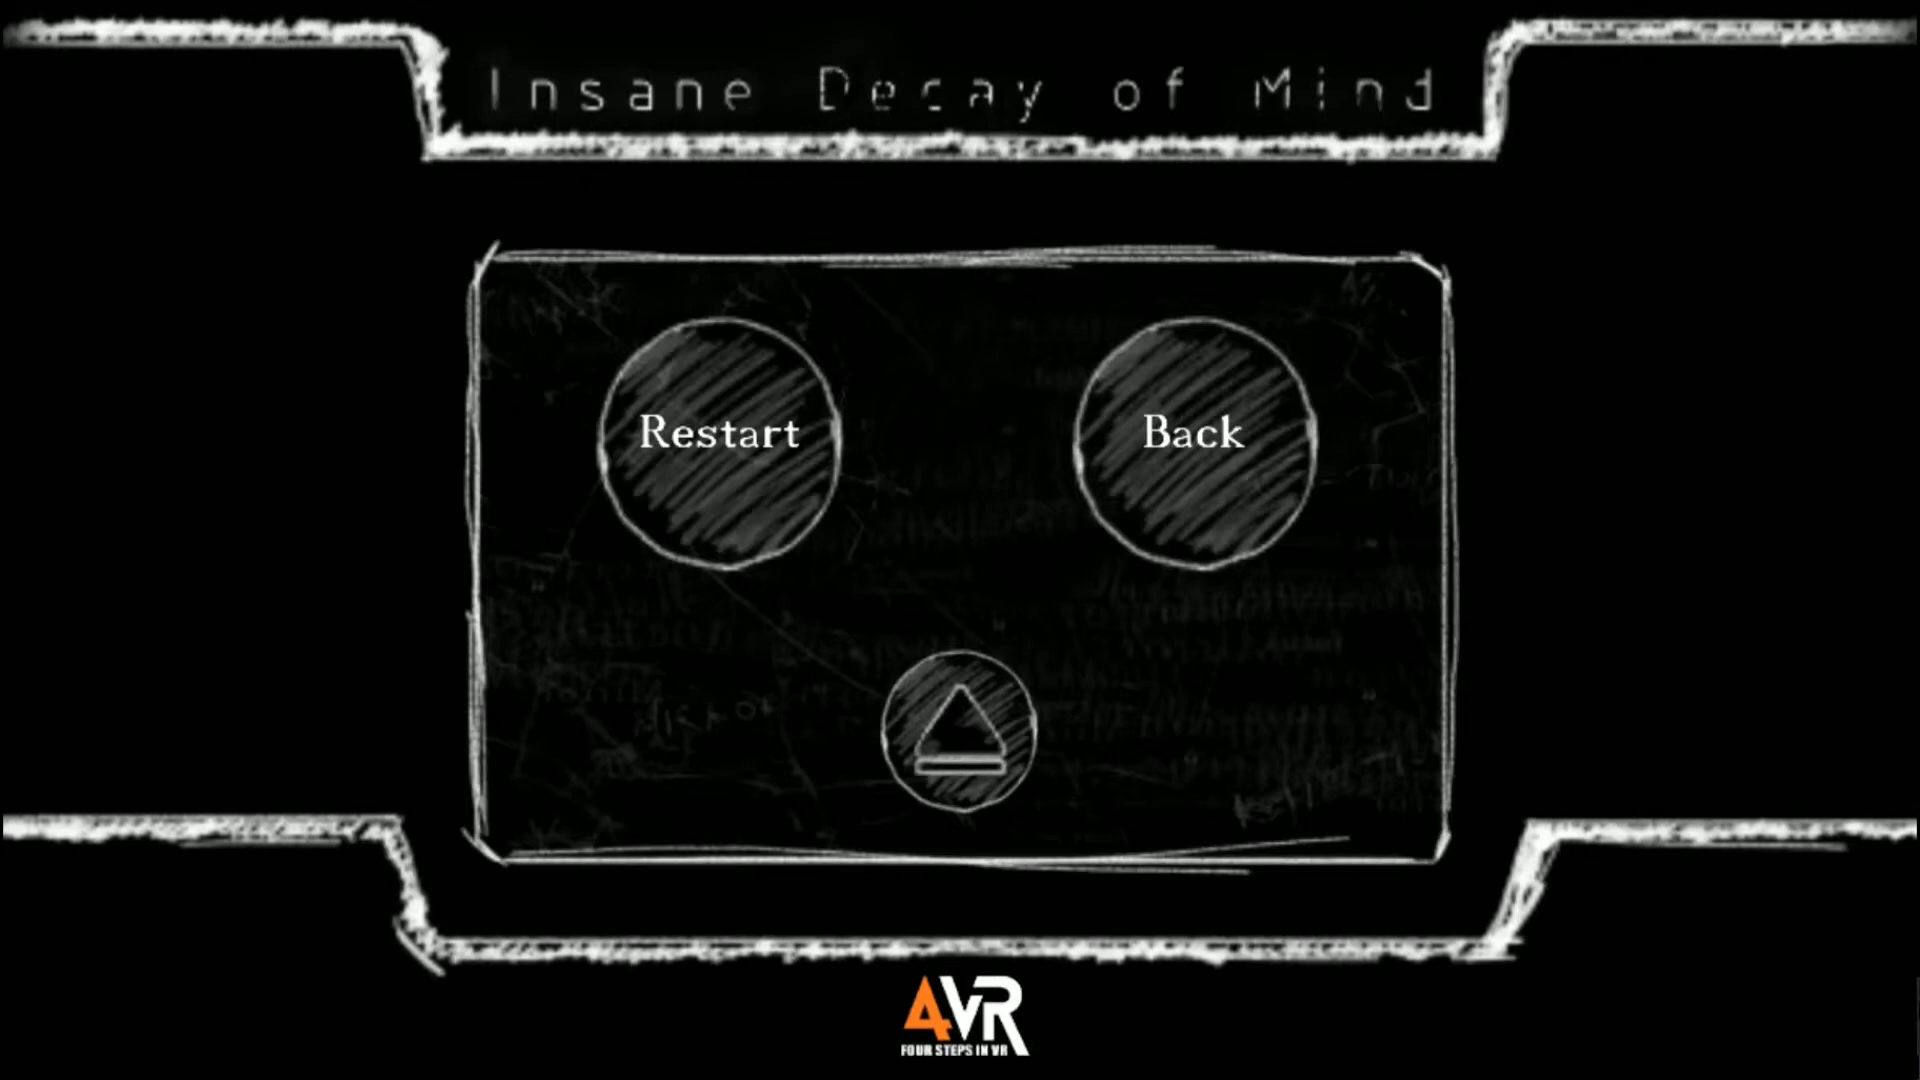 Insane Decay of Mind
Restart
Back
4VR
FOUR STEPS IN VR